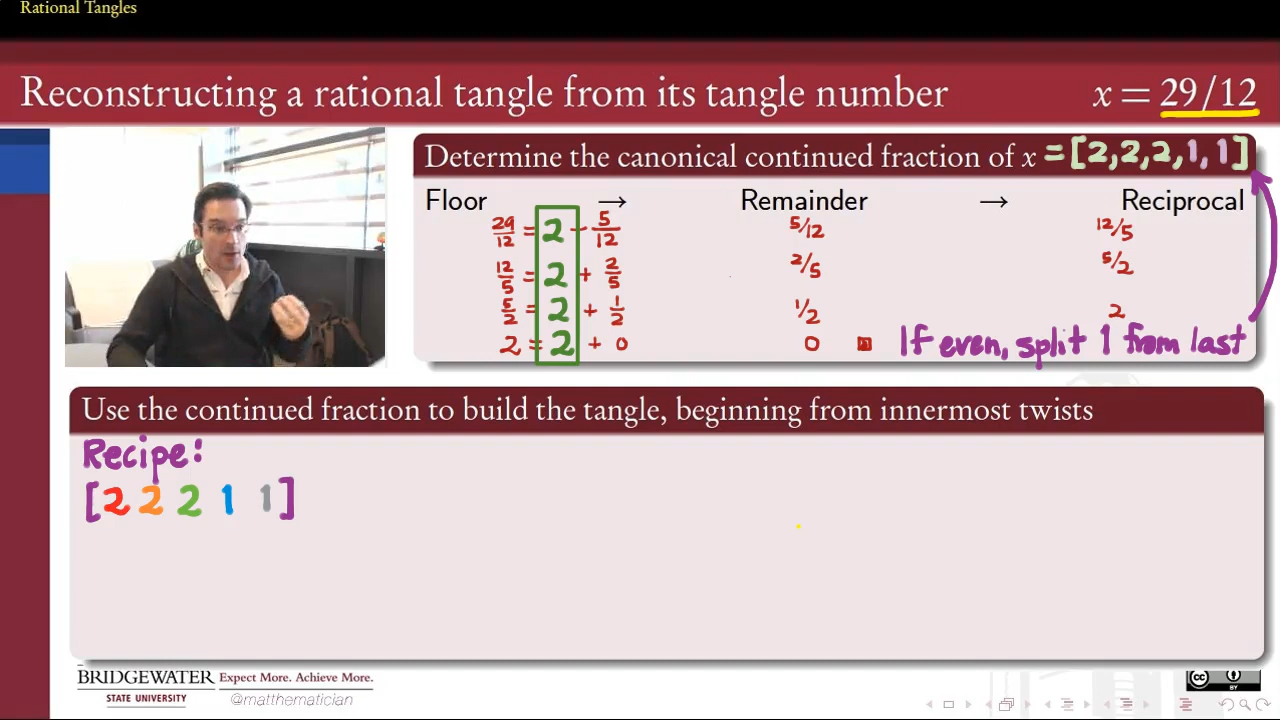 Rational Tangles
Reconstructing a rational tangle from its tangle number x = 29/12
Determine the canonical continued fraction of x = [2,2,2,1,1]
Floor → Remainder → Reciprocal
29/12 = 2 + 5/12 5/12 12/5
12/5 = 2 + 2/5 2/5 5/2
5/2 = 2 + 1/2 1/2 2
2 = 2 + 0 0 If even, split 1 from last
Use the continued fraction to build the tangle, beginning from innermost twists
Recipe:
[2 2 2 1 1]
BRIDGEWATER Expect More. Achieve More.
STATE UNIVERSITY @matthematician
CC BY